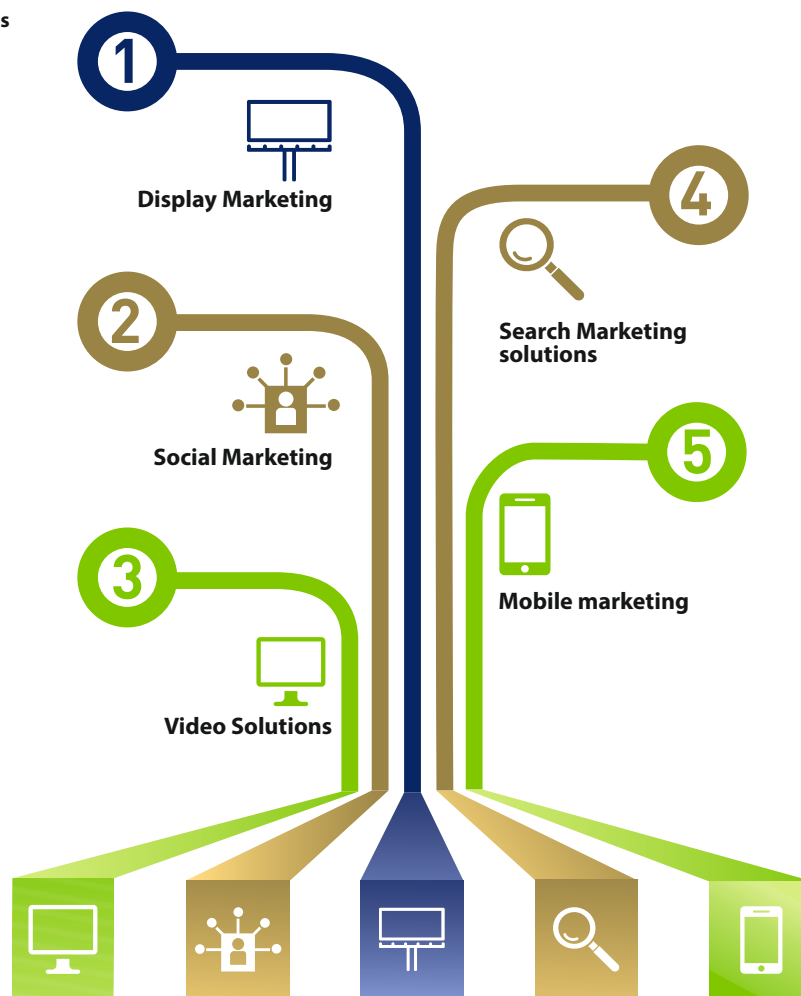 s
1
Display Marketing
2
Social Marketing
3
Video Solutions
4
Search Marketing
solutions
5
Mobile marketing